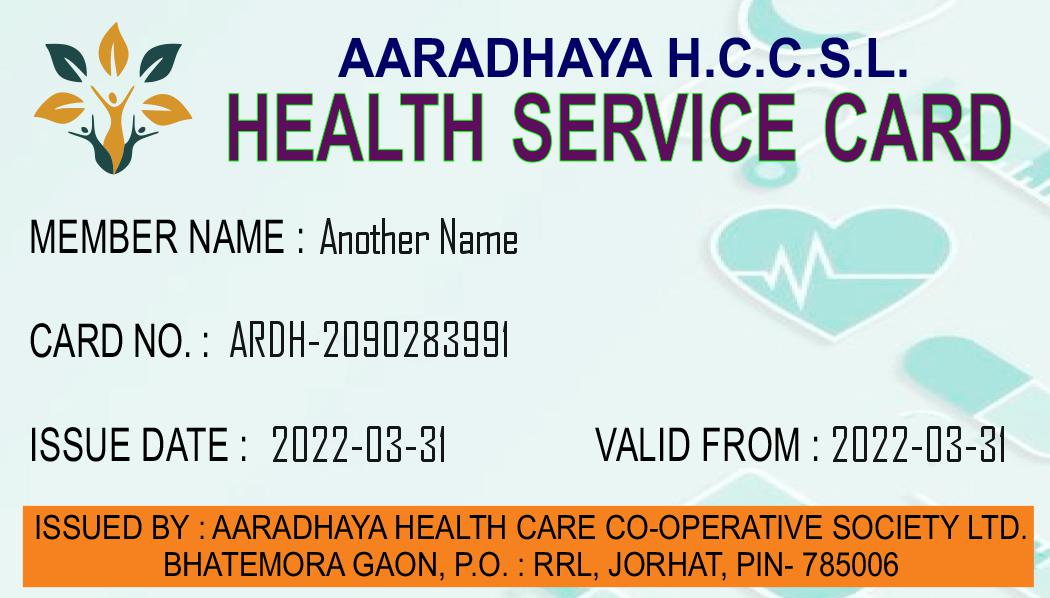 AARADHAYA H.C.C.S.L.
HEALTH SERVICE CARD
MEMBER NAME : Another Name
CARD NO. : ARDH-2090283991
ISSUE DATE : 2022-03-31 VALID FROM : 2022-03-31
ISSUED BY : AARADHAYA HEALTH CARE CO-OPERATIVE SOCIETY LTD.
BHATEMORA GAON, P.O. : RRL, JORHAT, PIN- 785006